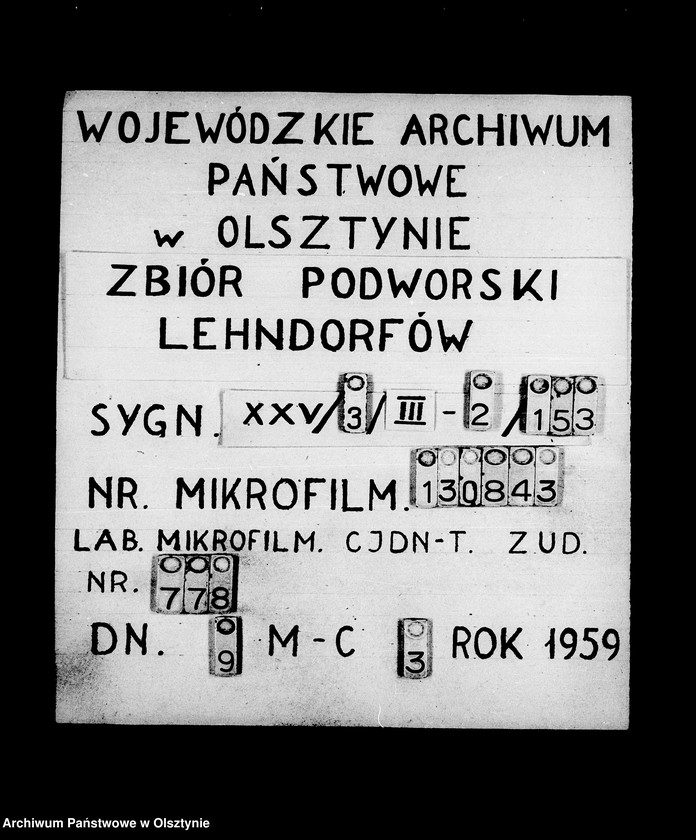 WOJEWÓDZKIE ARCHIWUM
PAŃSTWOWE
w OLSZTYNIE
ZBIÓR PODWORSKI
LEHNDORFÓW
SYGN. XXV/3/III-2/153
NR. MIKROFILM. 130843
LAB. MIKROFILM. CJDN-T. ZUD.
NR. 778
DN. 9 M-C 3 ROK 1959
Archiwum Państwowe w Olsztynie